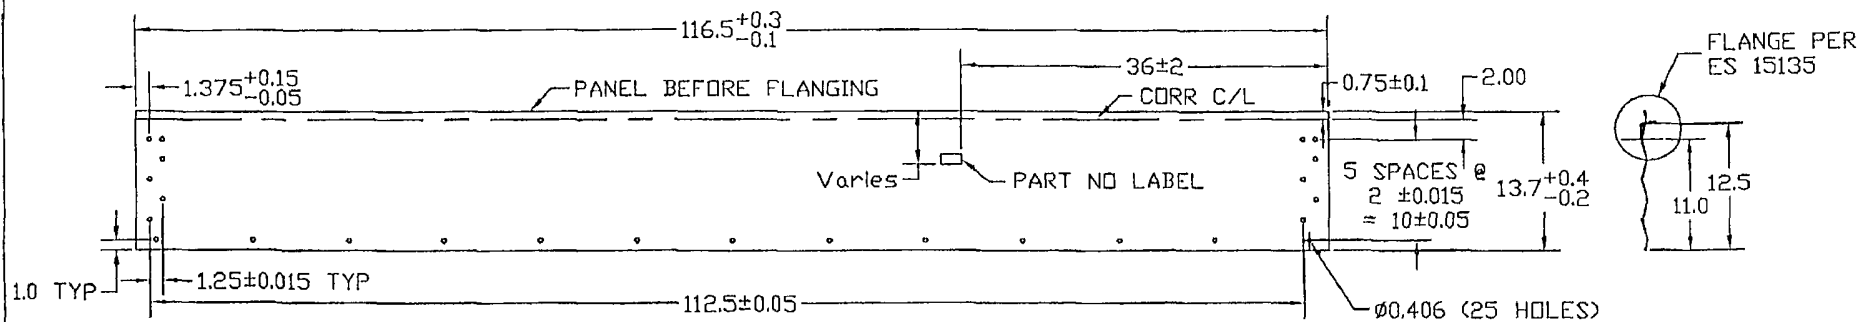 116.5+0.3
-0.1
FLANGE PER
ES 15135
36±2
1.375+0.15
-0.05
PANEL BEFORE FLANGING
CORR C/L
0.75±0.1
2.00
Varies
PART NO LABEL
5 SPACES @
2 ±0.015
= 10±0.05
13.7+0.4
-0.2
12.5
11.0
1.0 TYP
1.25±0.015 TYP
112.5±0.05
Ø0.406 (25 HOLES)